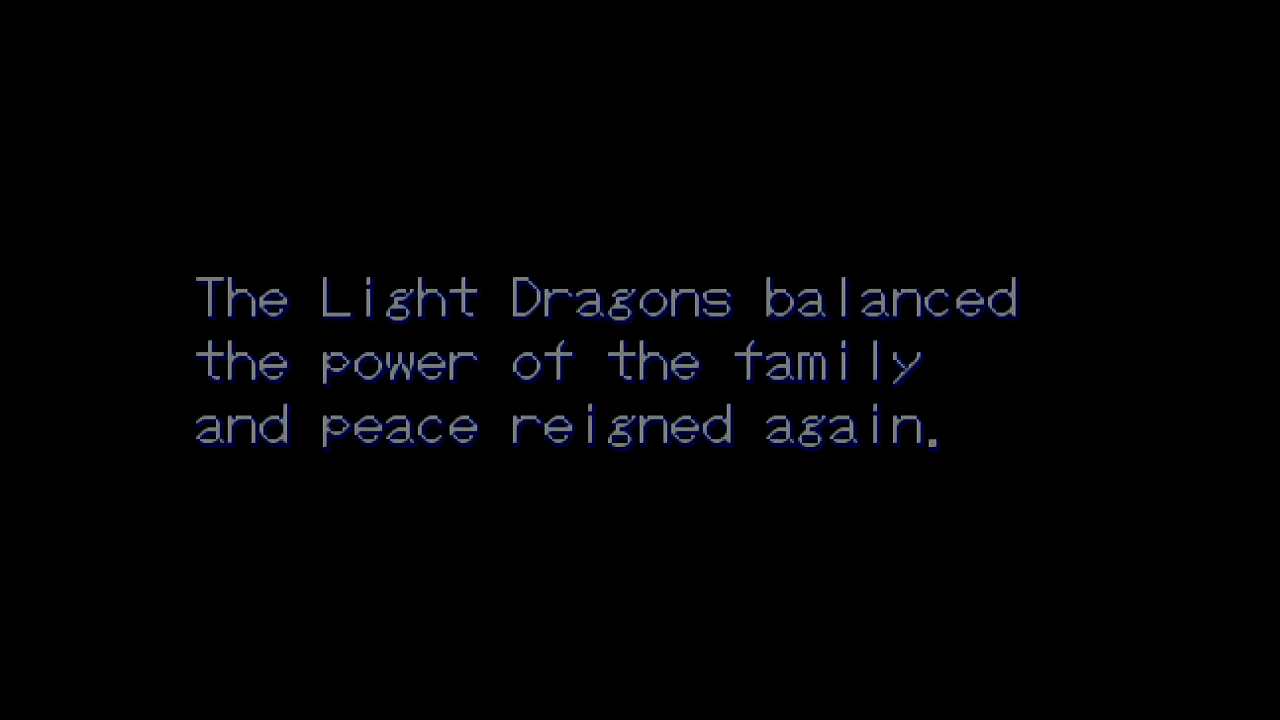 The Light Dragons balanced
the power of the family
and peace reigned again.